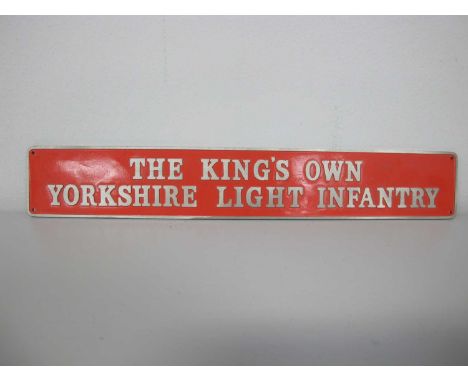 THE KING'S OWN
YORKSHIRE LIGHT INFANTRY